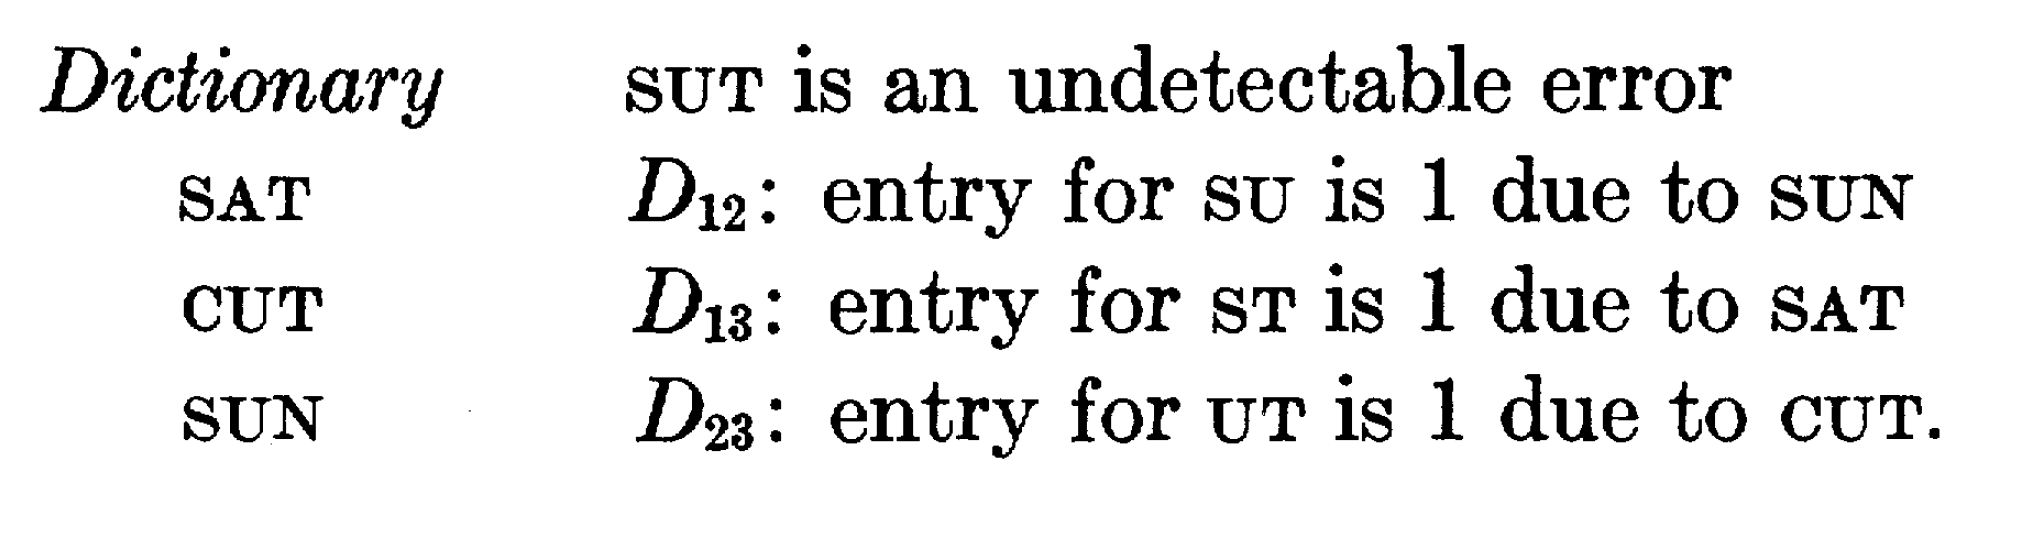 Dictionary SUT is an undetectable error
SAT D12: entry for SU is 1 due to SUN
CUT D13: entry for ST is 1 due to SAT
SUN D23: entry for UT is 1 due to CUT.